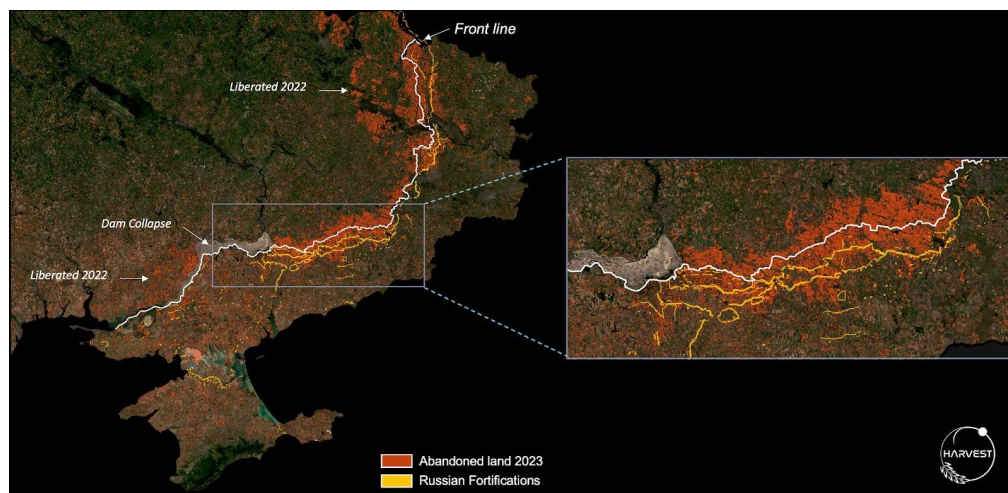 Front line
Liberated 2022
Dam Collapse
Liberated 2022
Abandoned land 2023
Russian Fortifications
HARVEST